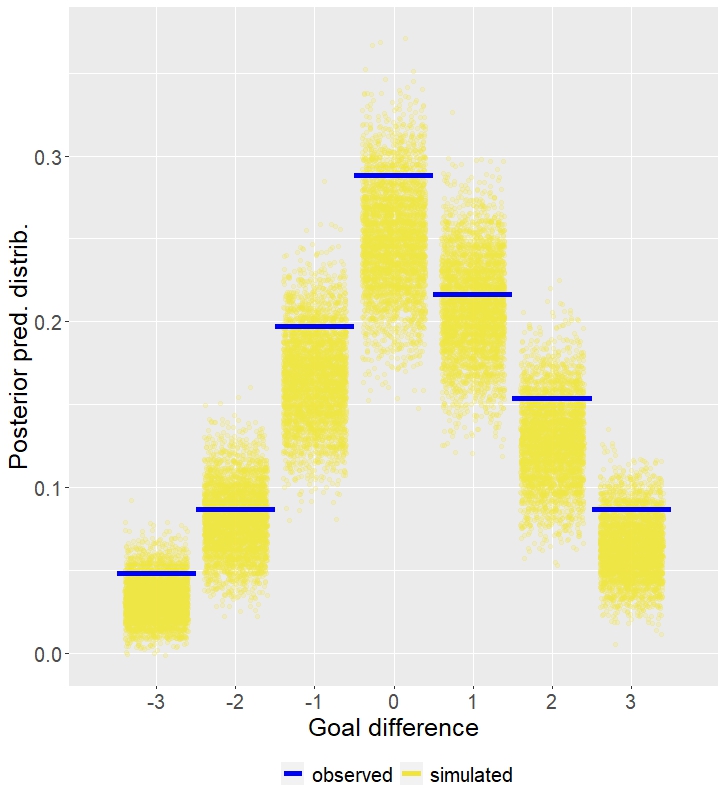 Posterior pred. distrib.
0.3
0.2
0.1
0.0
-3 -2 -1 0 1 2 3
Goal difference
observed simulated